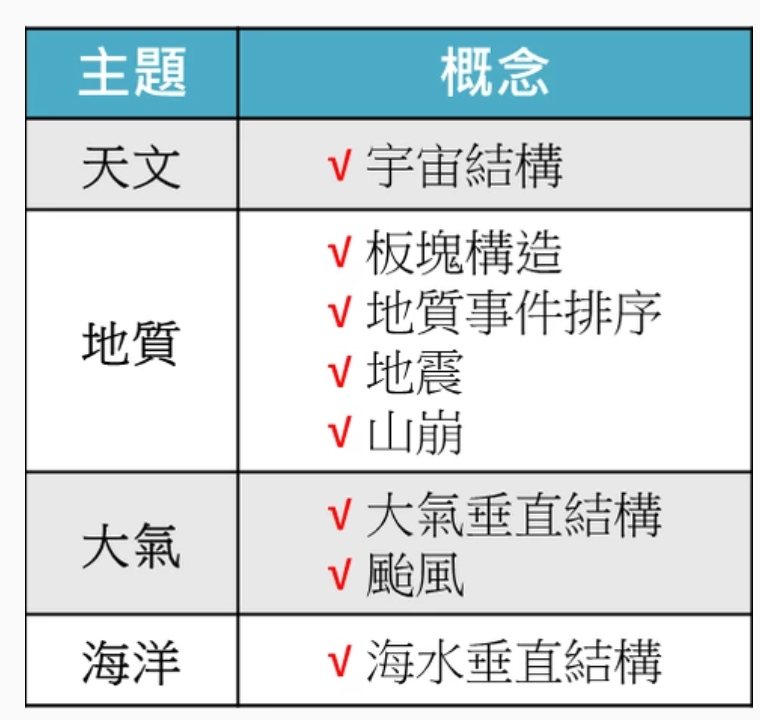 主題 概念
天文 √ 宇宙結構
√ 板塊構造
√ 地質事件排序
地質
√ 地震
√ 山崩
√ 大氣垂直結構
大氣
√ 颱風
海洋 √ 海水垂直結構